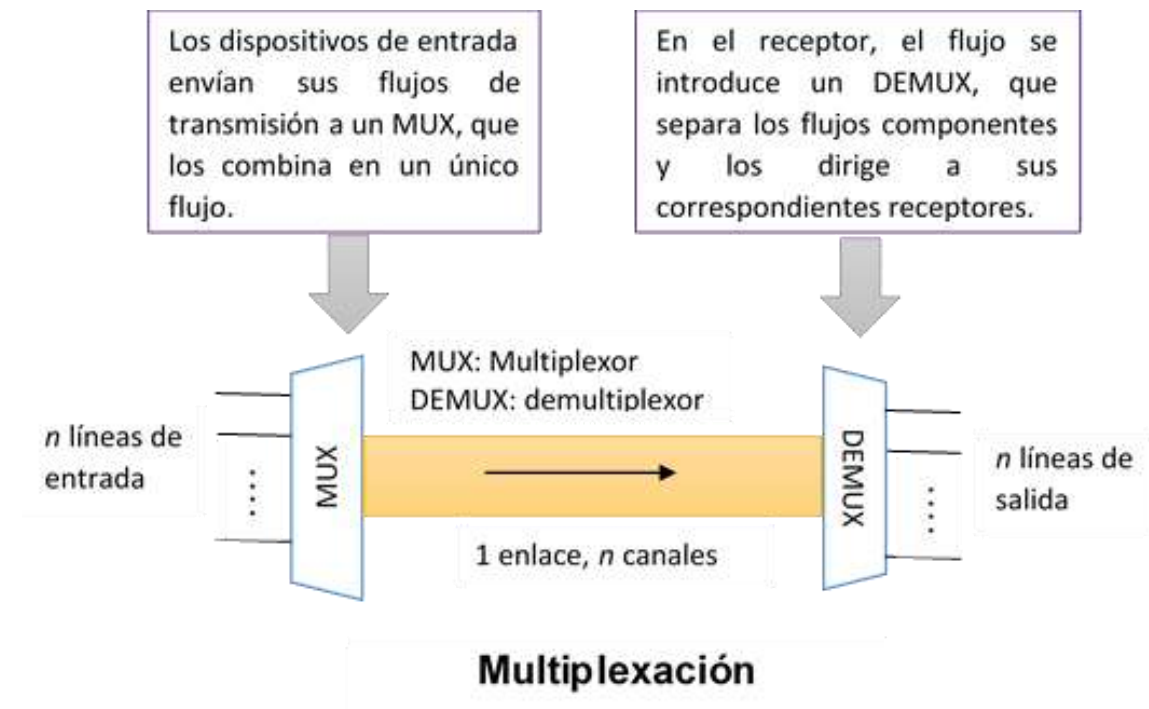 Los dispositivos de entrada
envían sus flujos de
transmisión a un MUX, que
los combina en un único
flujo.
En el receptor, el flujo se
introduce un DEMUX, que
separa los flujos componentes
y los dirige a sus
correspondientes receptores.
MUX: Multiplexor
DEMUX: demultiplexor
n líneas de
entrada
MUX
DEMUX
n líneas de
salida
1 enlace, n canales
Multiplexación